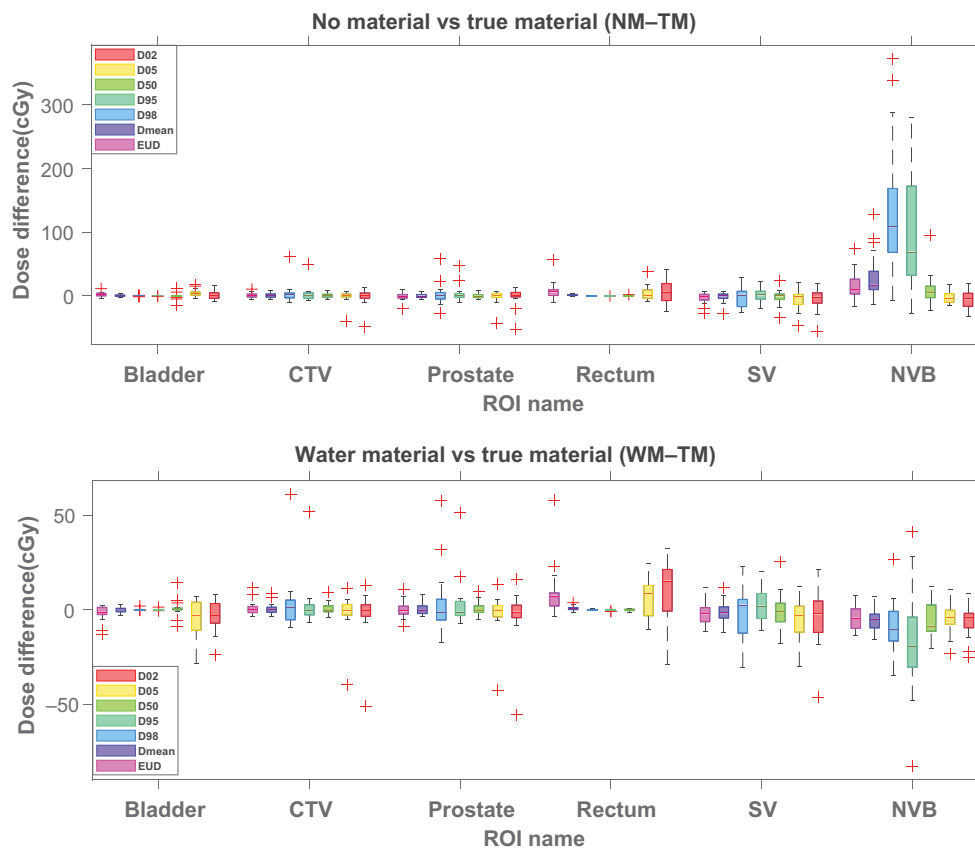 No material vs true material (NM–TM)
D02
D05
D50
D95
D98
Dmean
EUD
300
200
100
0
Dose difference(cGy)
Bladder CTV Prostate Rectum SV NVB
ROI name
Water material vs true material (WM–TM)
50
0
–50
Dose difference(cGy)
D02
D05
D50
D95
D98
Dmean
EUD
Bladder CTV Prostate Rectum SV NVB
ROI name